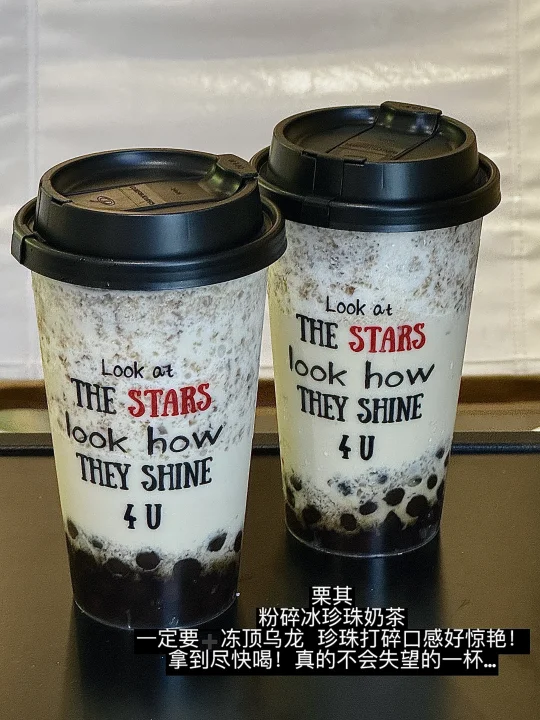 Look at
THE STARS
look how
THEY SHINE
4 U
Look at
THE STARS
look how
THEY SHINE
4 U
栗其
粉碎冰珍珠奶茶
一定要➕冻顶乌龙 珍珠打碎口感好惊艳！
拿到尽快喝！真的不会失望的一杯…